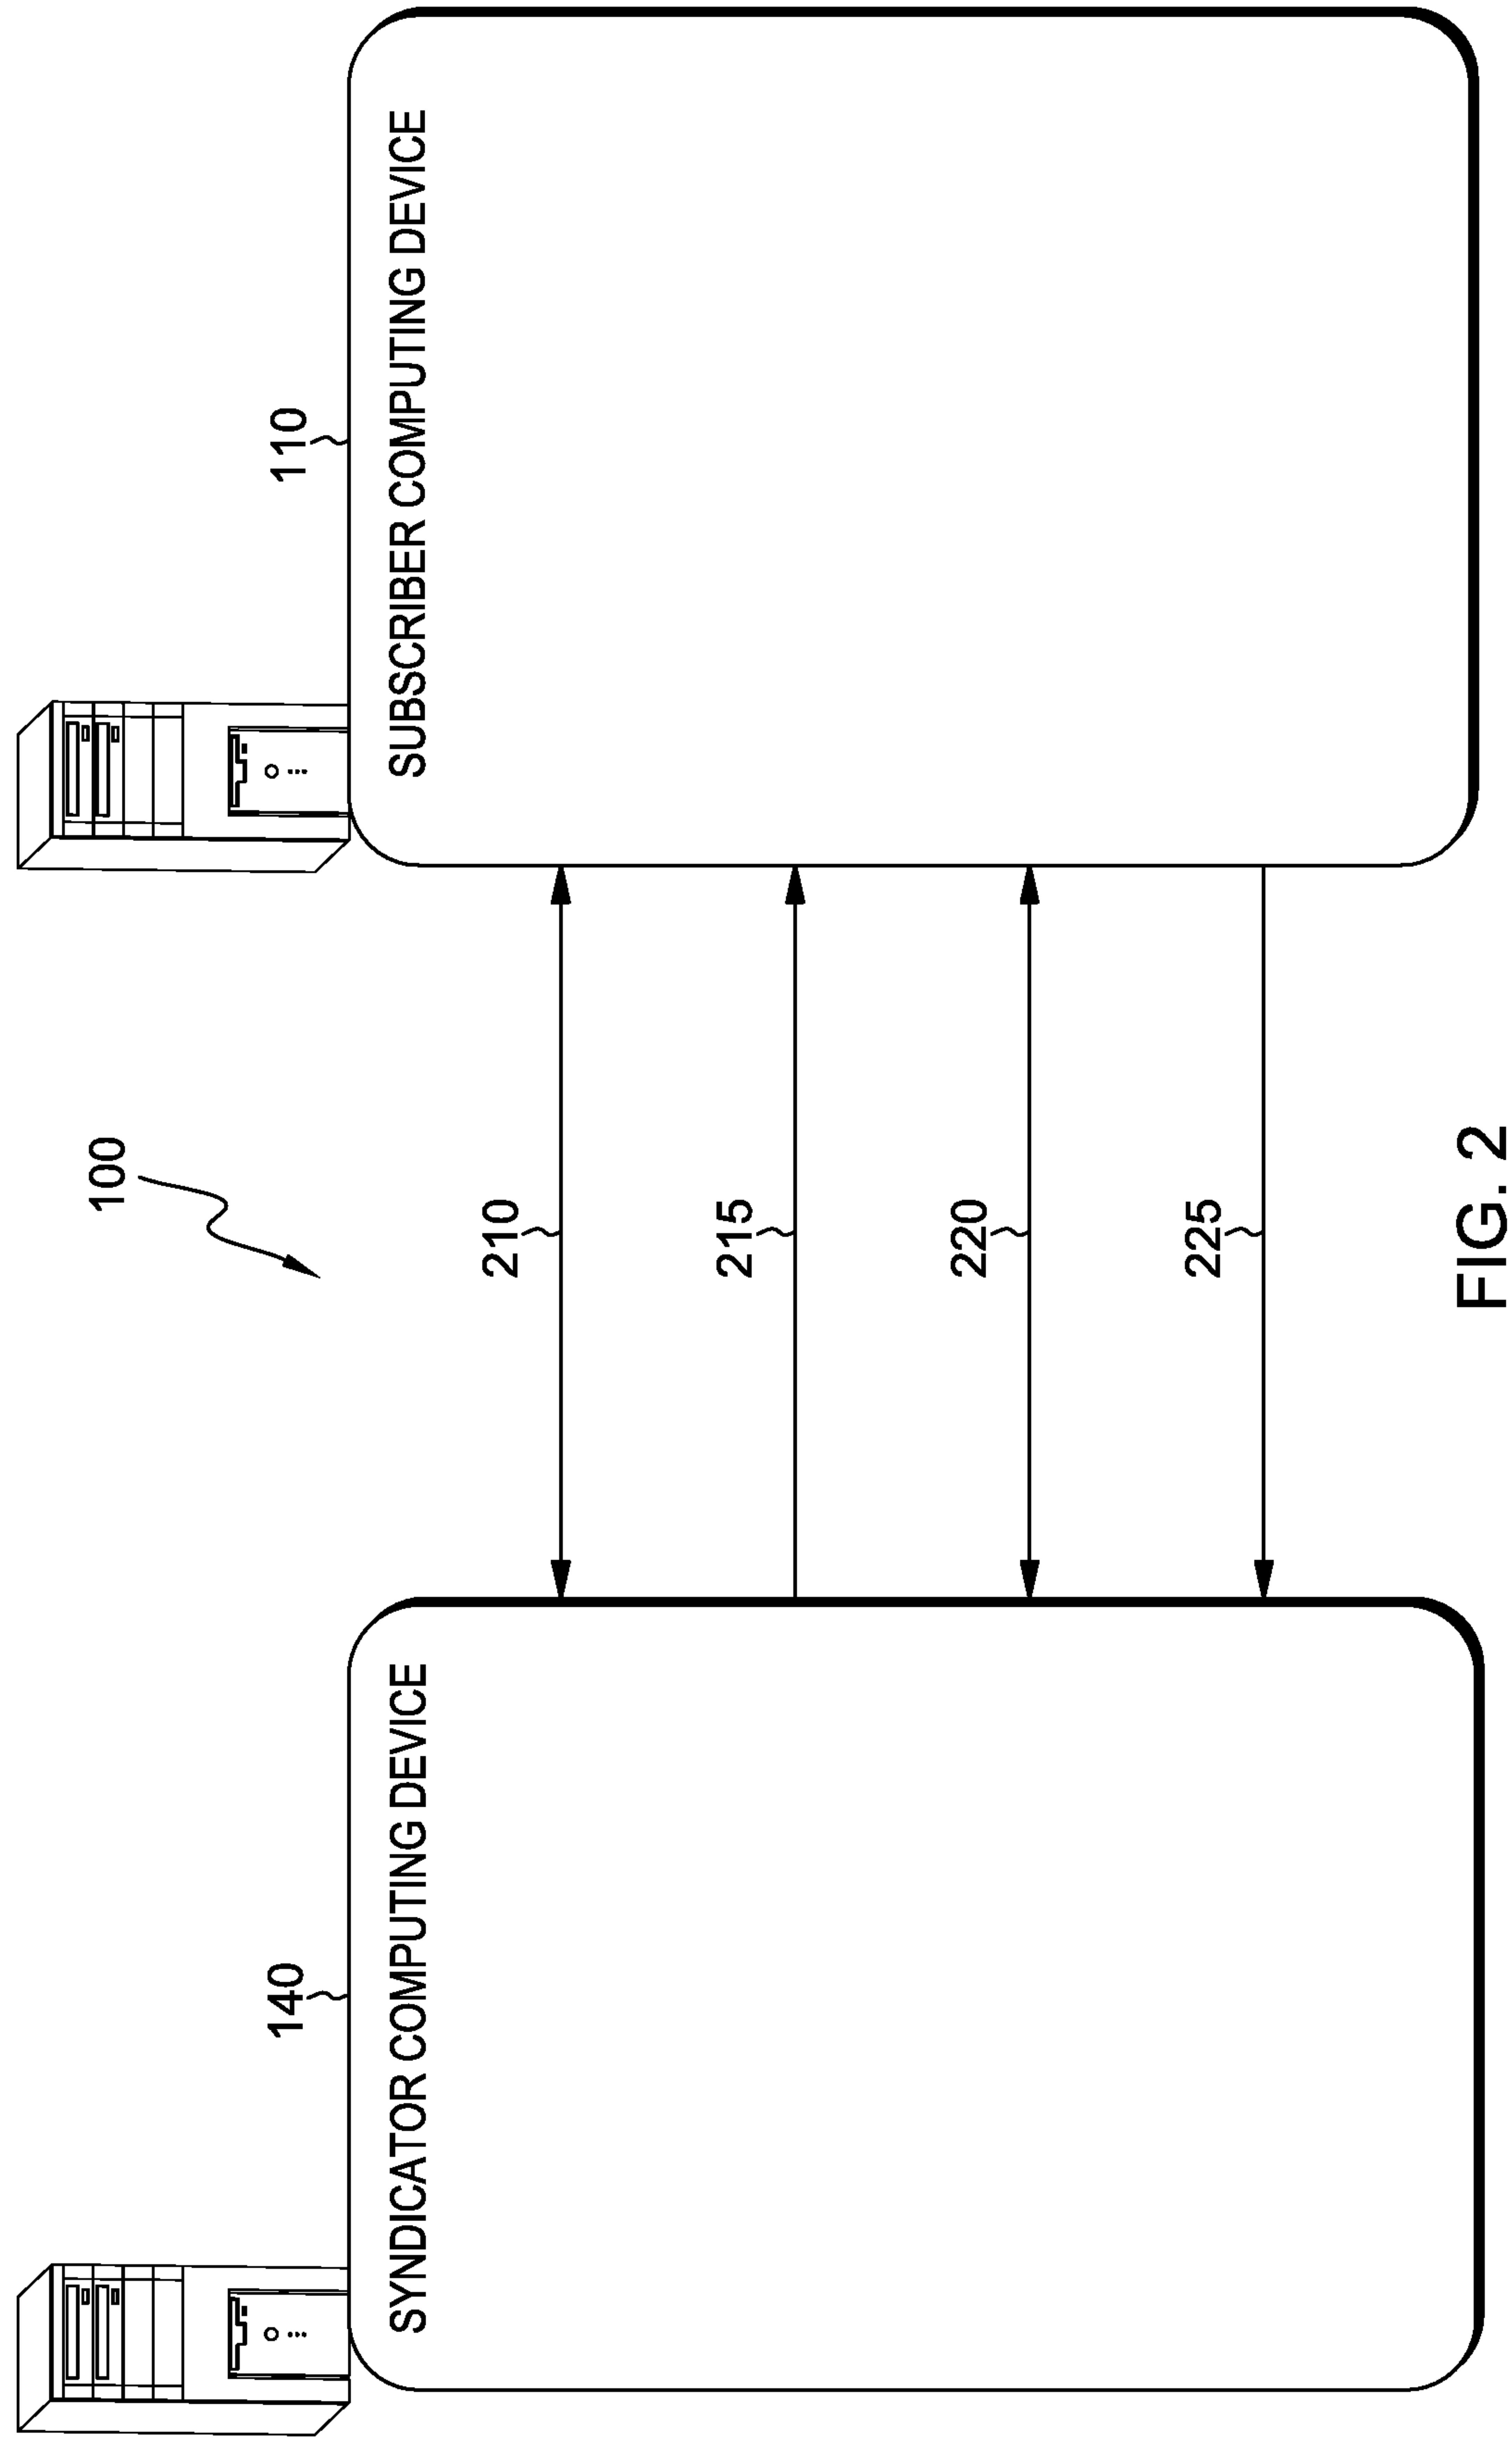 100
140
110
SYNDICATOR COMPUTING DEVICE
SUBSCRIBER COMPUTING DEVICE
210
215
220
225
FIG. 2